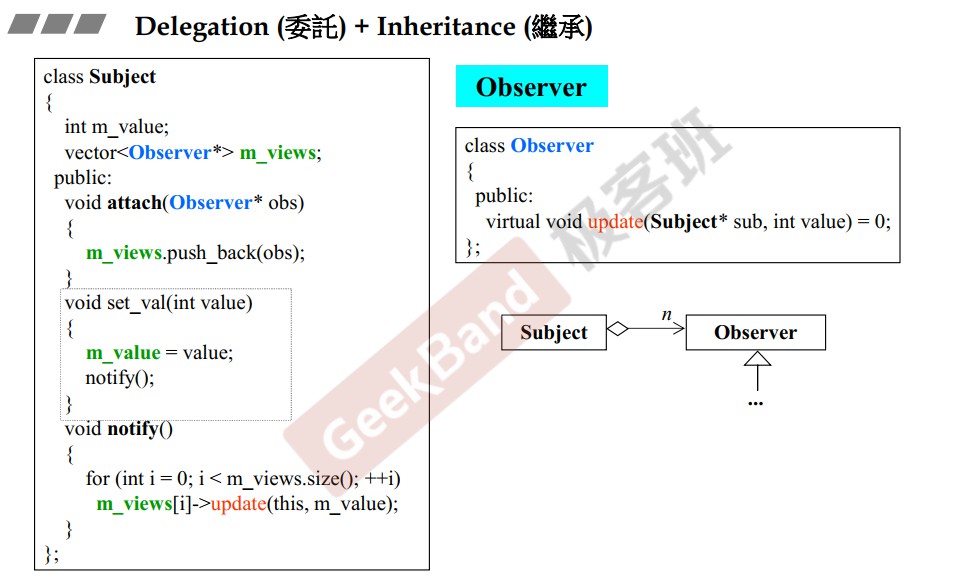 Delegation (委託) + Inheritance (繼承)
class Subject
{
int m_value;
vector<Observer*> m_views;
public:
void attach(Observer* obs)
{
m_views.push_back(obs);
}
void set_val(int value)
{
m_value = value;
notify();
}
void notify()
{
for (int i = 0; i < m_views.size(); ++i)
m_views[i]->update(this, m_value);
}
};
Observer
class Observer
{
public:
virtual void update(Subject* sub, int value) = 0;
};
Subject
n
Observer
...
GeekBand 极客班